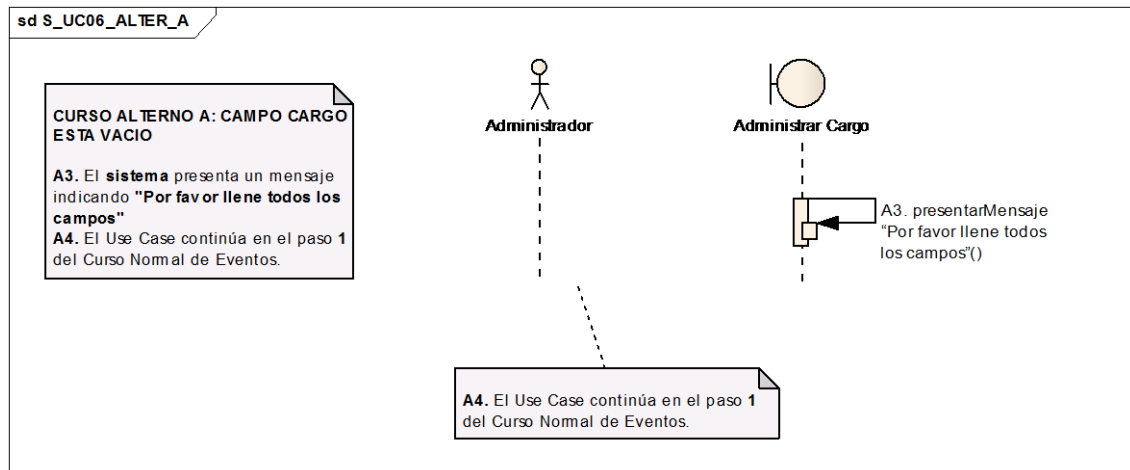 sd S_UC06_ALTER_A
CURSO ALTERNO A: CAMPO CARGO
ESTA VACIO
A3. El sistema presenta un mensaje
indicando "Por favor llene todos los
campos"
A4. El Use Case continúa en el paso 1
del Curso Normal de Eventos.
Administrador
Administrar Cargo
A3. presentarMensaje
“Por favor llene todos
los campos”()
A4. El Use Case continúa en el paso 1
del Curso Normal de Eventos.